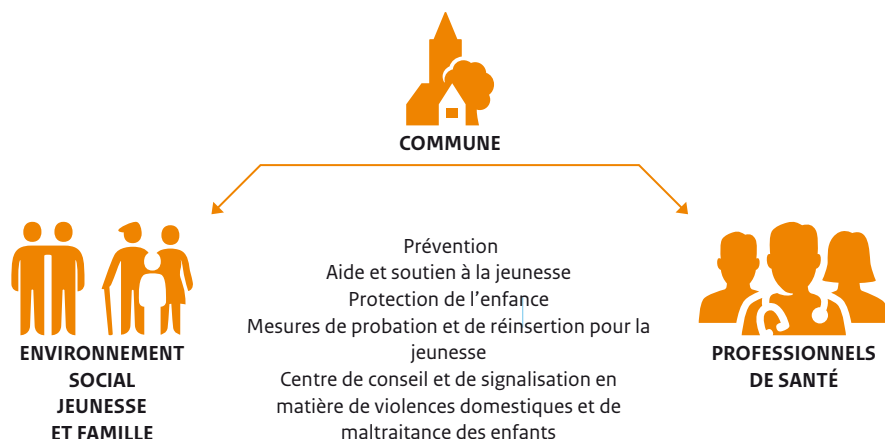 COMMUNE
Prévention
Aide et soutien à la jeunesse
Protection de l'enfance
Mesures de probation et de réinsertion pour la
jeunesse
Centre de conseil et de signalisation en
matière de violences domestiques et de
maltraitance des enfants
ENVIRONNEMENT
SOCIAL
JEUNESSE
ET FAMILLE
PROFESSIONNELS
DE SANTÉ